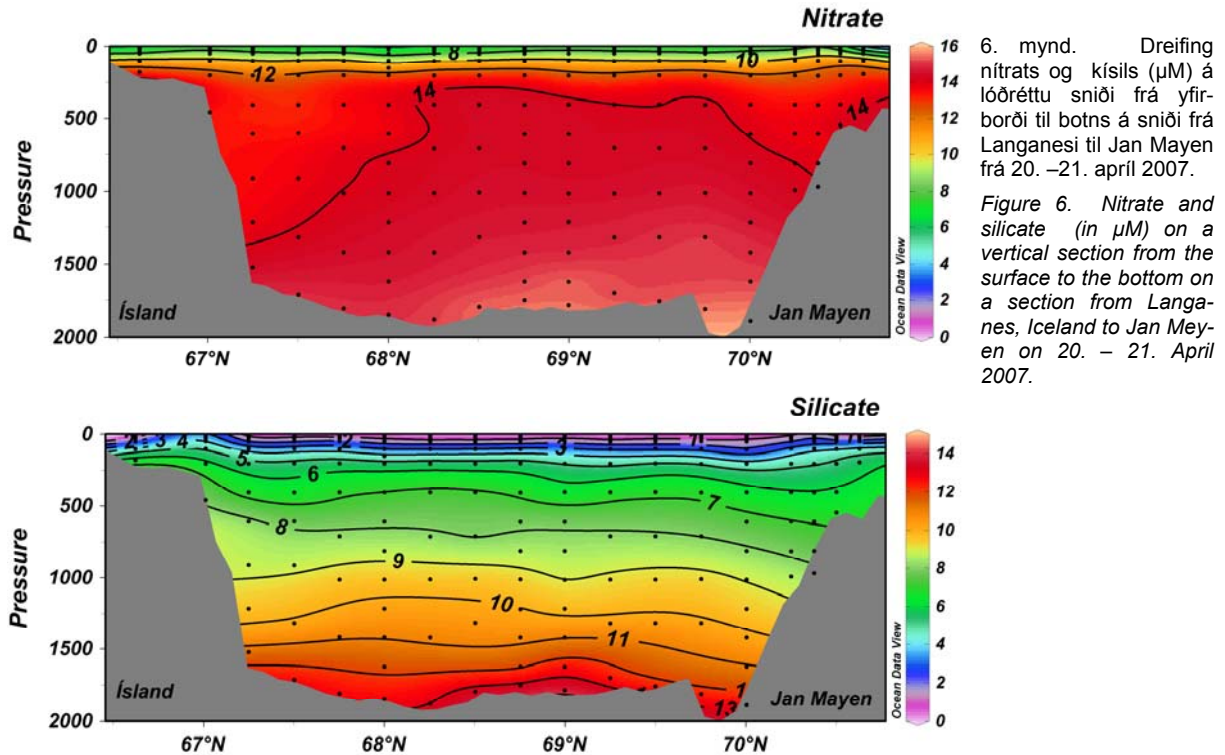 Nitrate
0
500
1000
1500
2000
Pressure
8
10
12
14
14
Ísland
Jan Mayen
67°N
68°N
69°N
70°N
16
14
12
10
8
6
4
2
0
Ocean Data View
6. mynd. Dreifing
nítrats og kísils (µM) á
lóðréttu sniði frá yfir-
borði til botns á sniði frá
Langanesi til Jan Mayen
frá 20. –21. apríl 2007.
Figure 6. Nitrate and
silicate (in µM) on a
vertical section from the
surface to the bottom on
a section from Langa-
nes, Iceland to Jan Mey-
en on 20. – 21. April
2007.
Silicate
0
500
1000
1500
2000
Pressure
2
3
4
2
3
5
6
7
8
9
10
11
1
13
Ísland
Jan Mayen
67°N
68°N
69°N
70°N
14
12
10
8
6
4
2
0
Ocean Data View